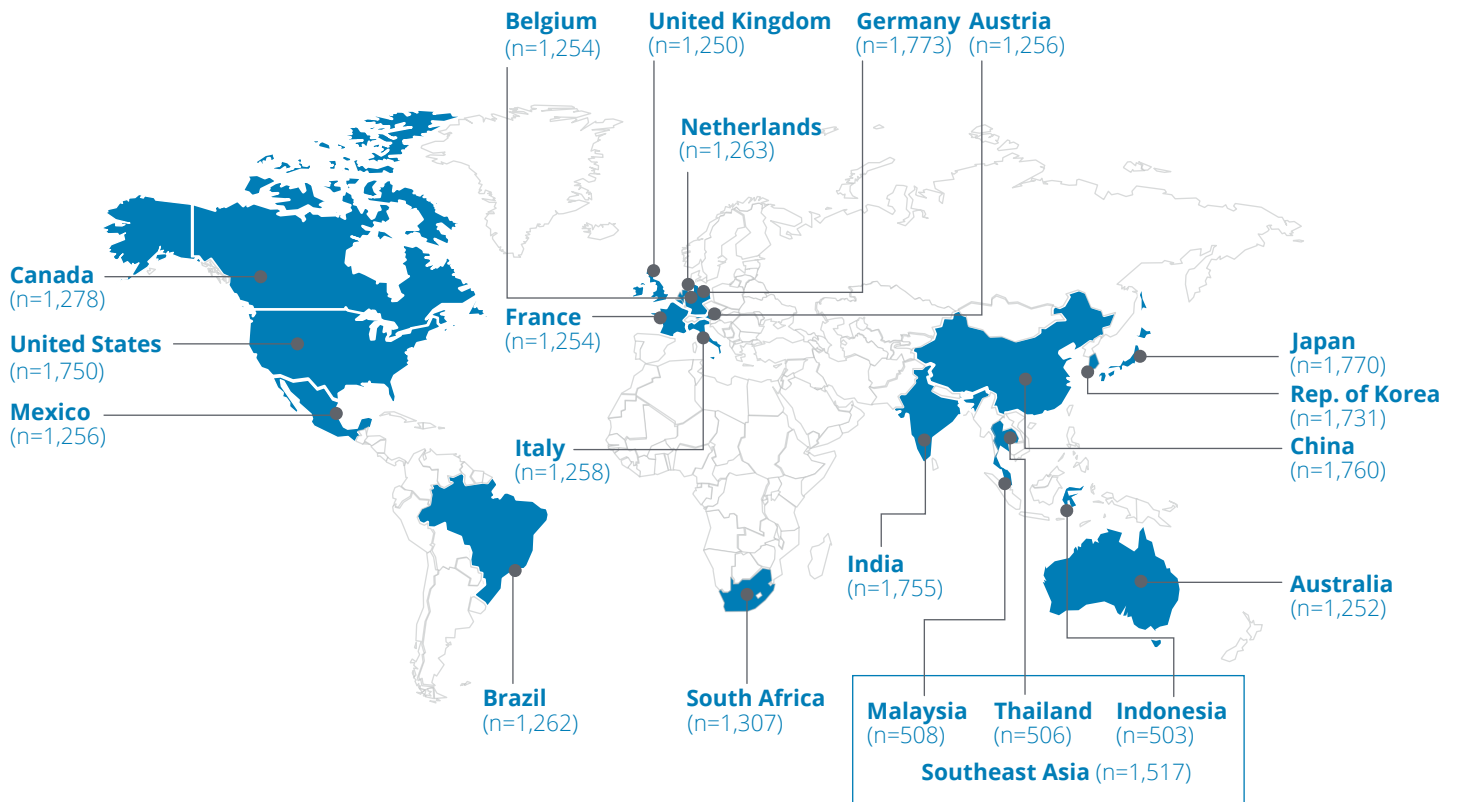 Belgium
(n=1,254)
United Kingdom
(n=1,250)
Germany
(n=1,773)
Austria
(n=1,256)
Netherlands
(n=1,263)
Canada
(n=1,278)
United States
(n=1,750)
Mexico
(n=1,256)
France
(n=1,254)
Italy
(n=1,258)
Japan
(n=1,770)
Rep. of Korea
(n=1,731)
China
(n=1,760)
India
(n=1,755)
Australia
(n=1,252)
Brazil
(n=1,262)
South Africa
(n=1,307)
Malaysia
(n=508)
Thailand
(n=506)
Indonesia
(n=503)
Southeast Asia (n=1,517)